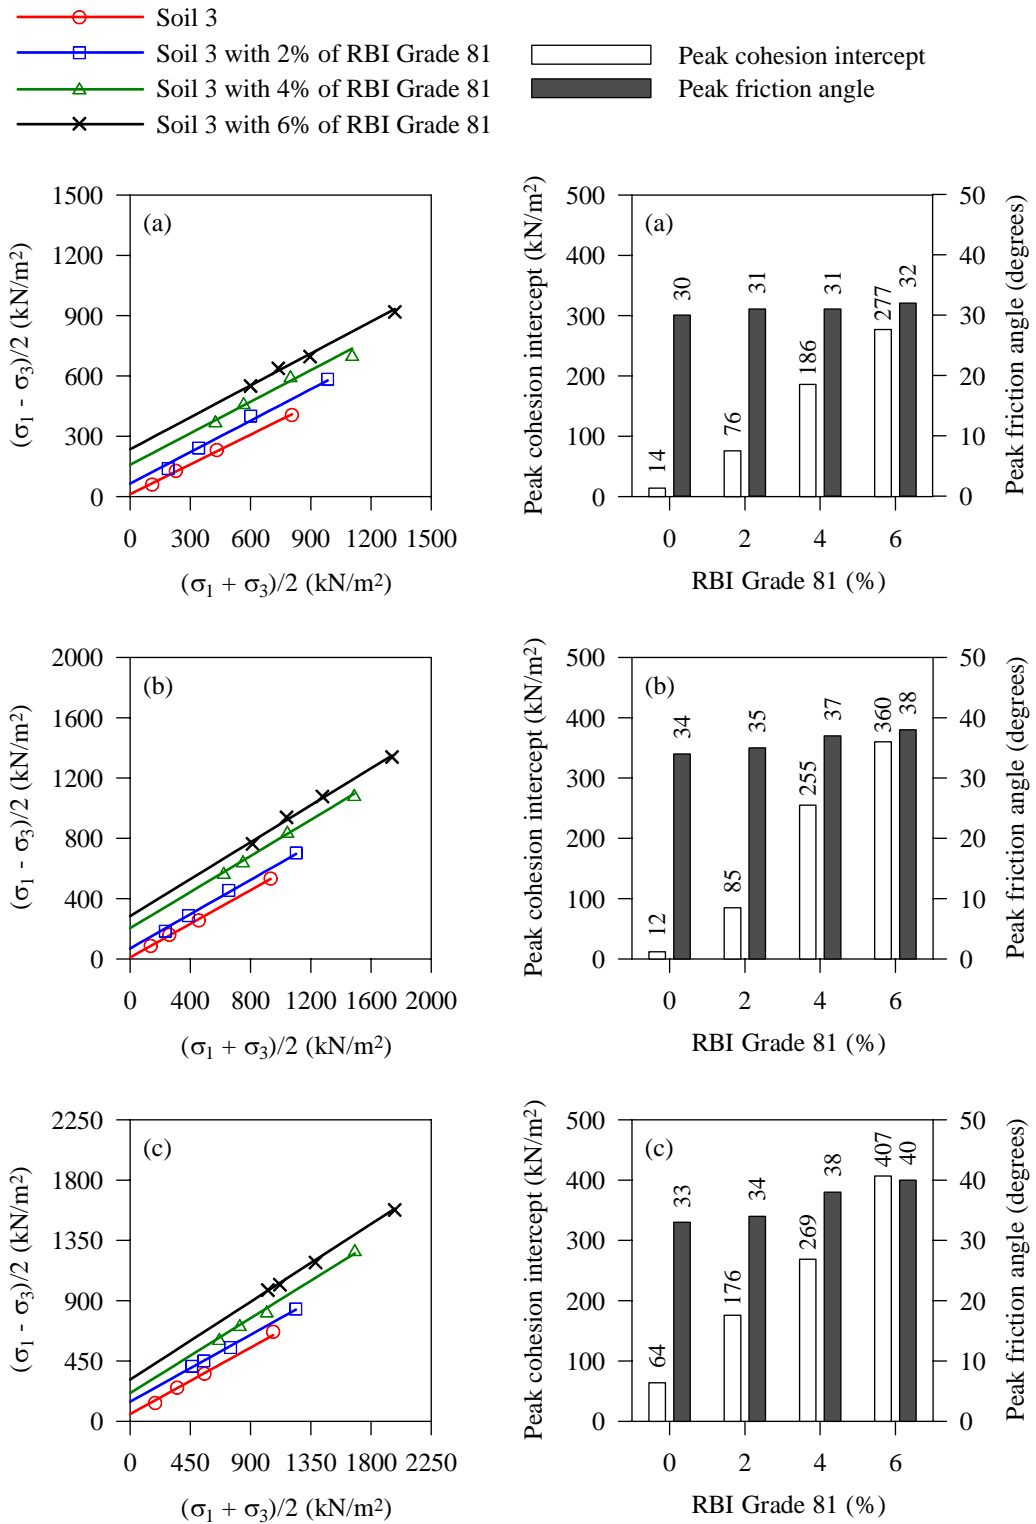 Soil 3
Soil 3 with 2% of RBI Grade 81
Soil 3 with 4% of RBI Grade 81
Soil 3 with 6% of RBI Grade 81
Peak cohesion intercept
Peak friction angle
(σ1 - σ3)/2 (kN/m²)
1500
1200
900
600
300
0
(a)
0 300 600 900 1200 1500
(σ1 + σ3)/2 (kN/m²)
Peak cohesion intercept (kN/m²)
500
400
300
200
100
0
(a)
14 30 76 31 186 31 277 32
50
40
30
20
10
0
Peak friction angle (degrees)
0 2 4 6
RBI Grade 81 (%)
(σ1 - σ3)/2 (kN/m²)
2000
1600
1200
800
400
0
(b)
0 400 800 1200 1600 2000
(σ1 + σ3)/2 (kN/m²)
Peak cohesion intercept (kN/m²)
500
400
300
200
100
0
(b)
12 34 85 35 255 37 360 38
50
40
30
20
10
0
Peak friction angle (degrees)
0 2 4 6
RBI Grade 81 (%)
(σ1 - σ3)/2 (kN/m²)
2250
1800
1350
900
450
0
(c)
0 450 900 1350 1800 2250
(σ1 + σ3)/2 (kN/m²)
Peak cohesion intercept (kN/m²)
500
400
300
200
100
0
(c)
64 33 176 34 269 38 407 40
50
40
30
20
10
0
Peak friction angle (degrees)
0 2 4 6
RBI Grade 81 (%)